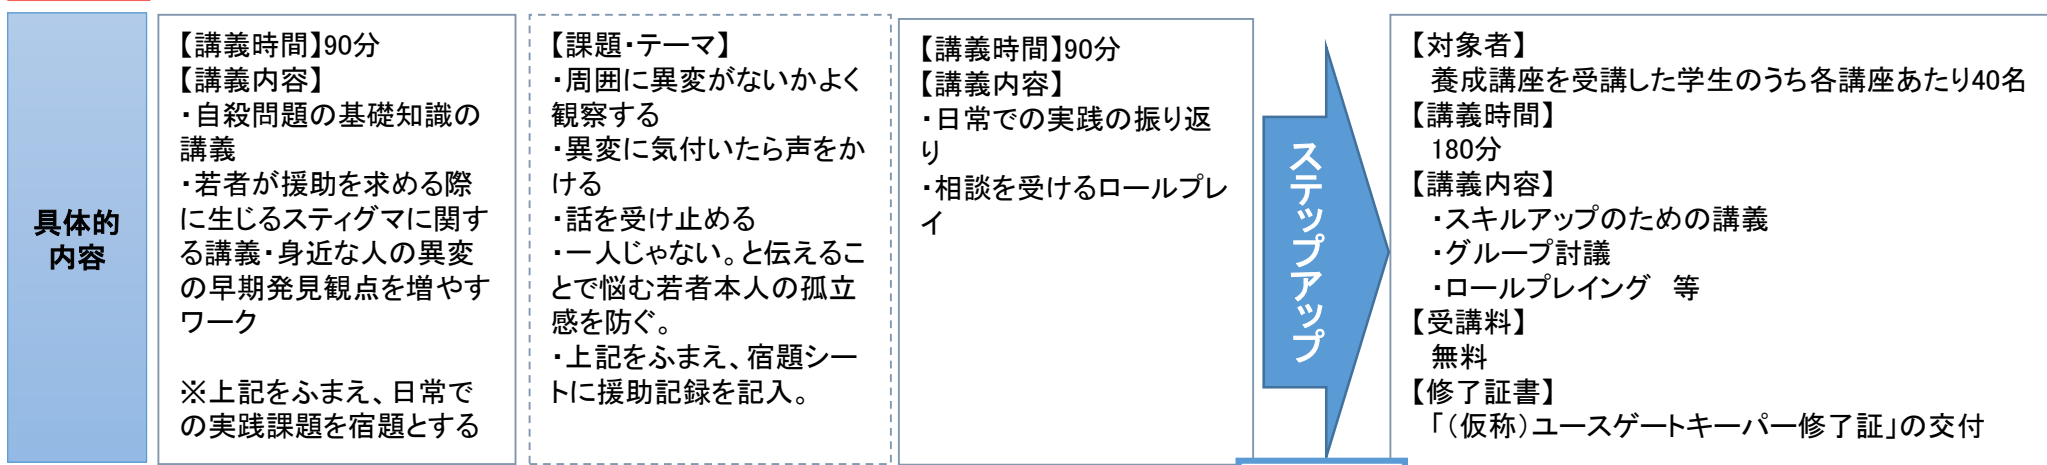 具体的
内容
【講義時間】90分
【講義内容】
・自殺問題の基礎知識の
講義
・若者が援助を求める際
に生じるスティグマに関す
る講義・身近な人の異変
の早期発見観点を増やす
ワーク
※上記をふまえ、日常で
の実践課題を宿題とする
【課題・テーマ】
・周囲に異変がないかよく
観察する
・異変に気付いたら声をか
ける
・話を受け止める
・一人じゃない。と伝えるこ
とで悩む若者本人の孤立
感を防ぐ。
・上記をふまえ、宿題シー
トに援助記録を記入。
【講義時間】90分
【講義内容】
・日常での実践の振り返
り
・相談を受けるロールプレ
イ
ステップアップ
【対象者】
養成講座を受講した学生のうち各講座あたり40名
【講義時間】
180分
【講義内容】
・スキルアップのための講義
・グループ討議
・ロールプレイング　等
【受講料】
無料
【修了証書】
「（仮称）ユースゲートキーパー修了証」の交付